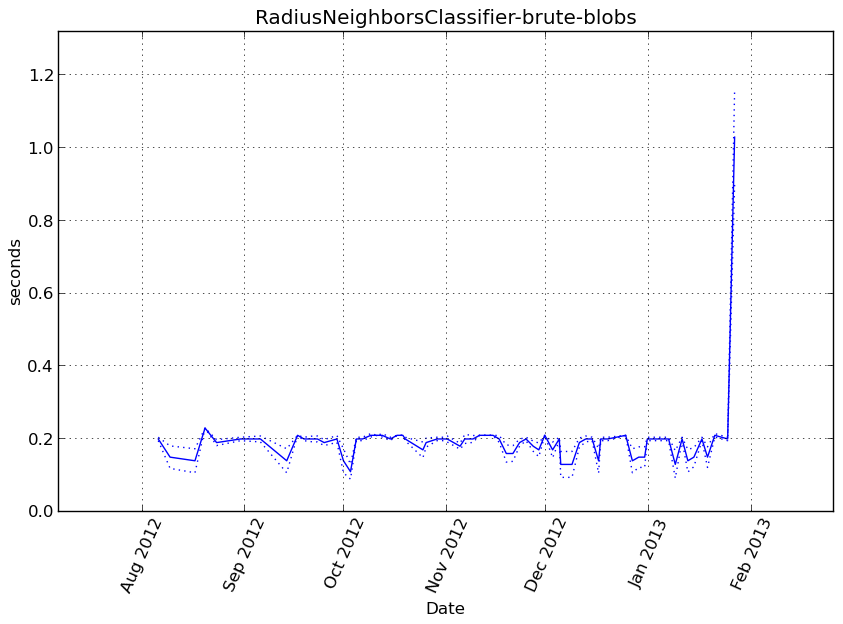 RadiusNeighborsClassifier-brute-blobs
seconds
1.2
1.0
0.8
0.6
0.4
0.2
0.0
Aug 2012
Sep 2012
Oct 2012
Nov 2012
Dec 2012
Jan 2013
Feb 2013
Date